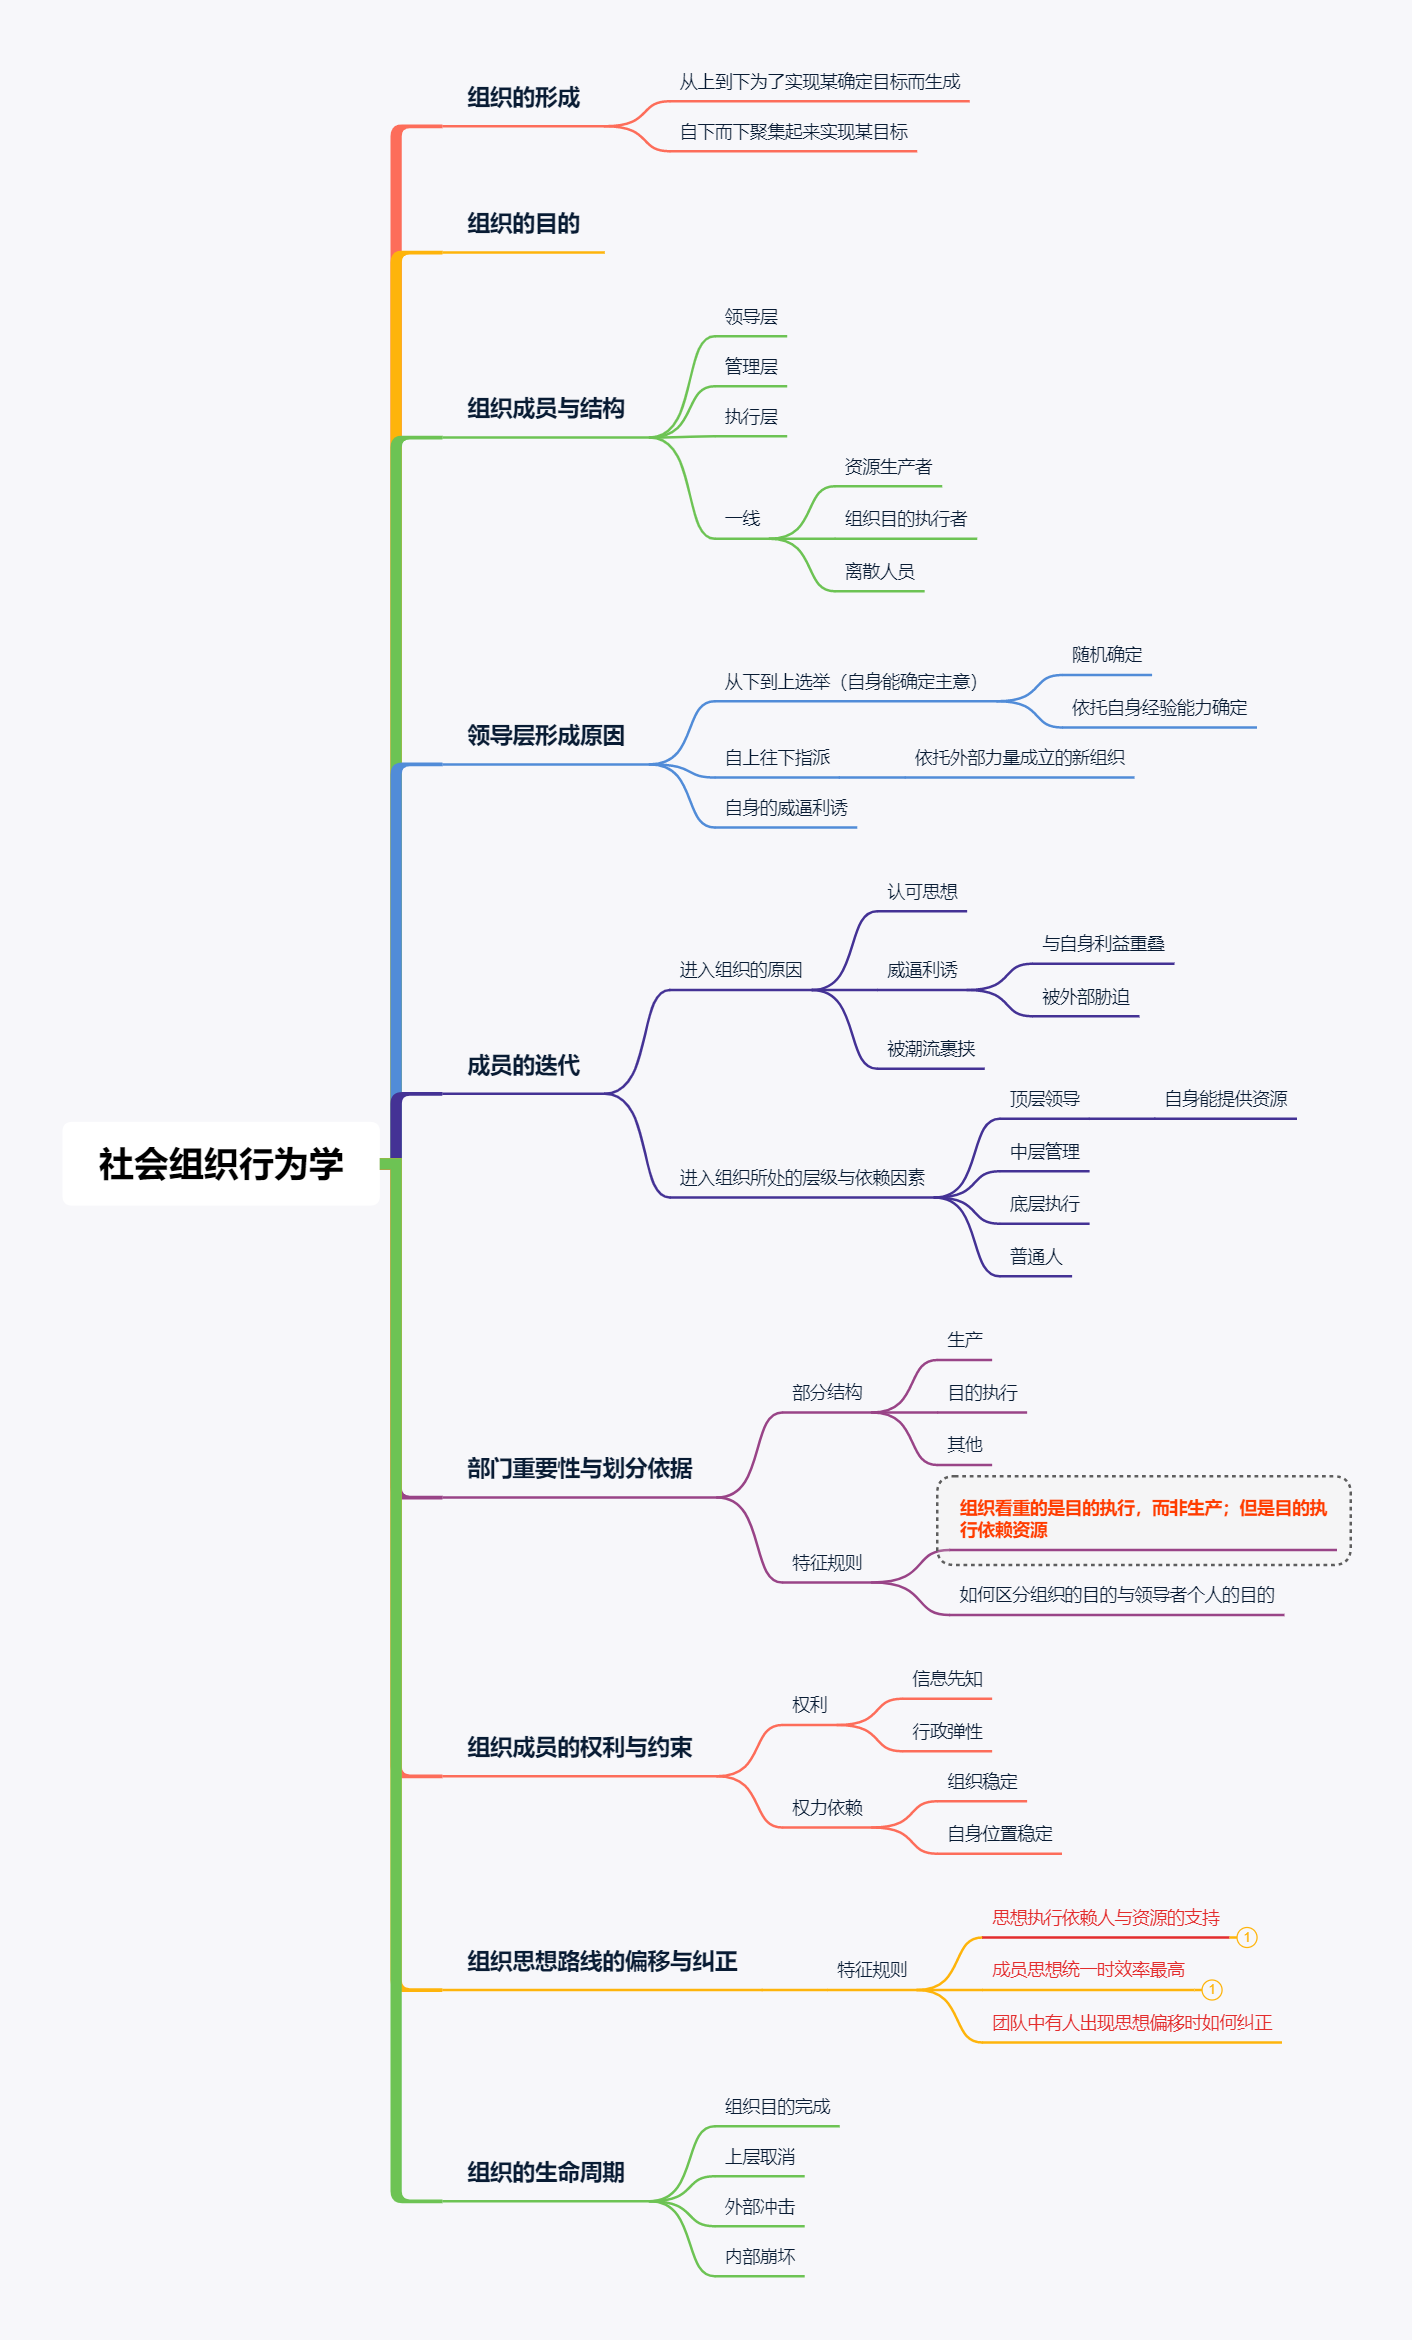 组织的形成
从上到下为了实现某确定目标而生成
自下而下聚集起来实现某目标
组织的目的
组织成员与结构
领导层
管理层
执行层
一线
资源生产者
组织目的执行者
离散人员
领导层形成原因
从下到上选举（自身能确定主意）
随机确定
依托自身经验能力确定
自上往下指派
依托外部力量成立的新组织
自身的威逼利诱
社会组织行为学
成员的迭代
进入组织的原因
认可思想
威逼利诱
与自身利益重叠
被外部胁迫
被潮流裹挟
进入组织所处的层级与依赖因素
顶层领导
自身能提供资源
中层管理
底层执行
普通人
部门重要性与划分依据
部分结构
生产
目的执行
其他
特征规则
组织看重的是目的执行，而非生产；但是目的执
行依赖资源
如何区分组织的目的与领导者个人的目的
组织成员的权利与约束
权利
信息先知
行政弹性
权力依赖
组织稳定
自身位置稳定
组织思想路线的偏移与纠正
特征规则
思想执行依赖人与资源的支持
1
成员思想统一时效率最高
1
团队中有人出现思想偏移时如何纠正
组织的生命周期
组织目的完成
上层取消
外部冲击
内部崩坏